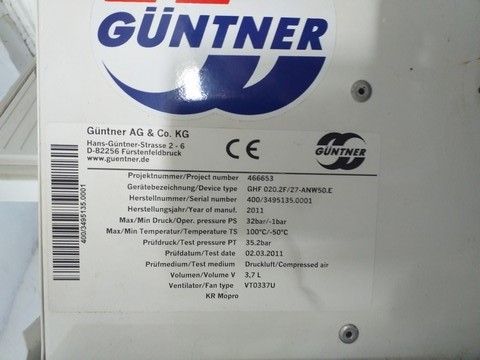 GÜNTNER
Güntner AG & Co. KG
Hans-Güntner-Strasse 2 - 6
D-82256 Fürstenfeldbruck
www.guentner.de
CE
GÜNTNER
Projektnummer/Project number 466653
Gerätebezeichnung/Device type GHF 020.2F/27-ANW50.E
Herstellnummer/Serial number 400/3495135.0001
Herstellungsjahr/Year of manuf. 2011
Max/Min Druck/Oper. pressure PS 32bar/-1bar
Max/Min Temperatur/Temperature TS 100°C/-50°C
Prüfdruck/Test pressure PT 35.2bar
Prüfdatum/Test date 02.03.2011
Prüfmedium/Test medium Druckluft/Compressed air
Volumen/Volume V 3,7 L
Ventilator/Fan type VT0337U
KR Mopro
400/3495135.0001